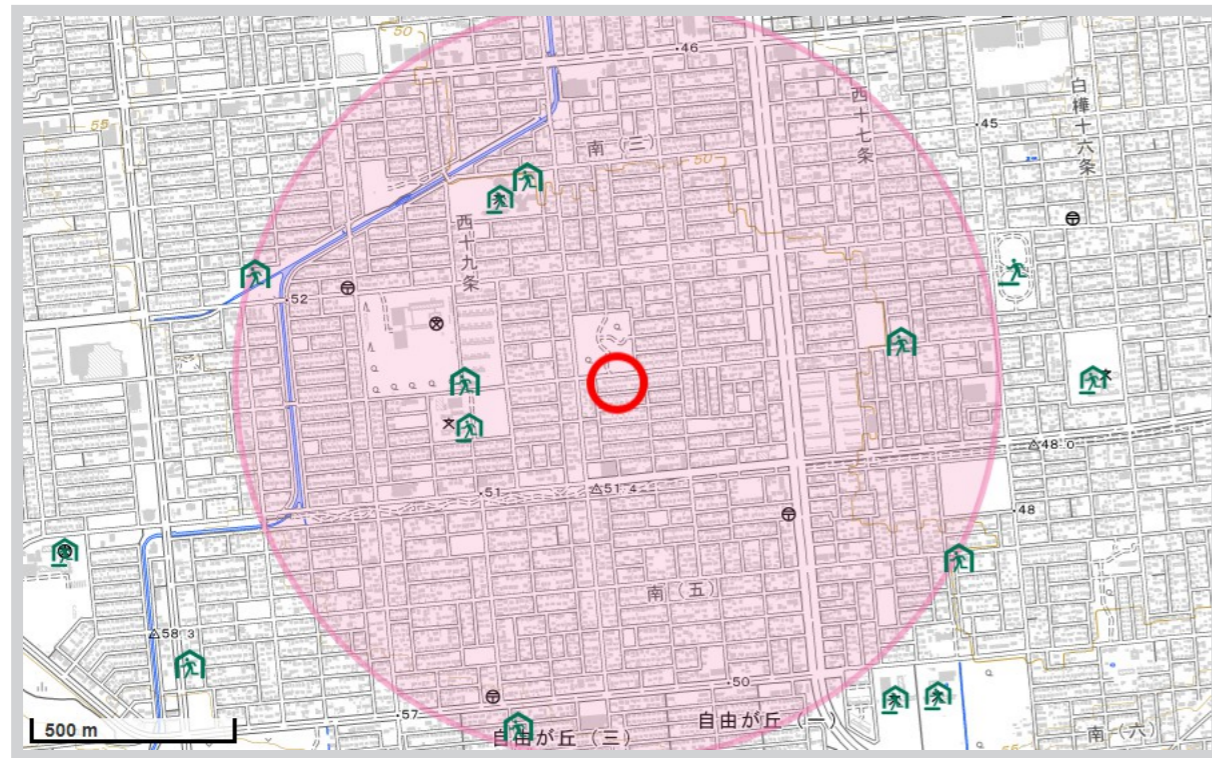 50
・46
白樺十六条
西十七条
55
・45
南（三）
50
西十九条
・52
△48.0
・51
△51.4
・48
南（五）
△58.3
・50
・57
自由が丘（一）
自由が丘（三）
南（六）
55
500 m